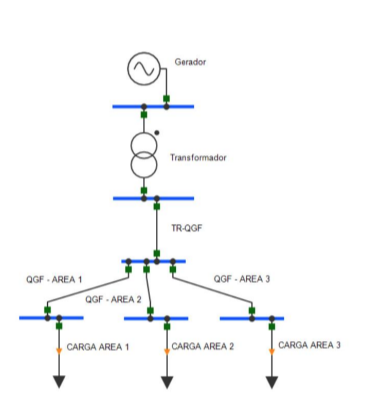 Gerador
Transformador
TR-QGF
QGF - AREA 1
QGF - AREA 3
QGF - AREA 2
CARGA AREA 1
CARGA AREA 2
CARGA AREA 3